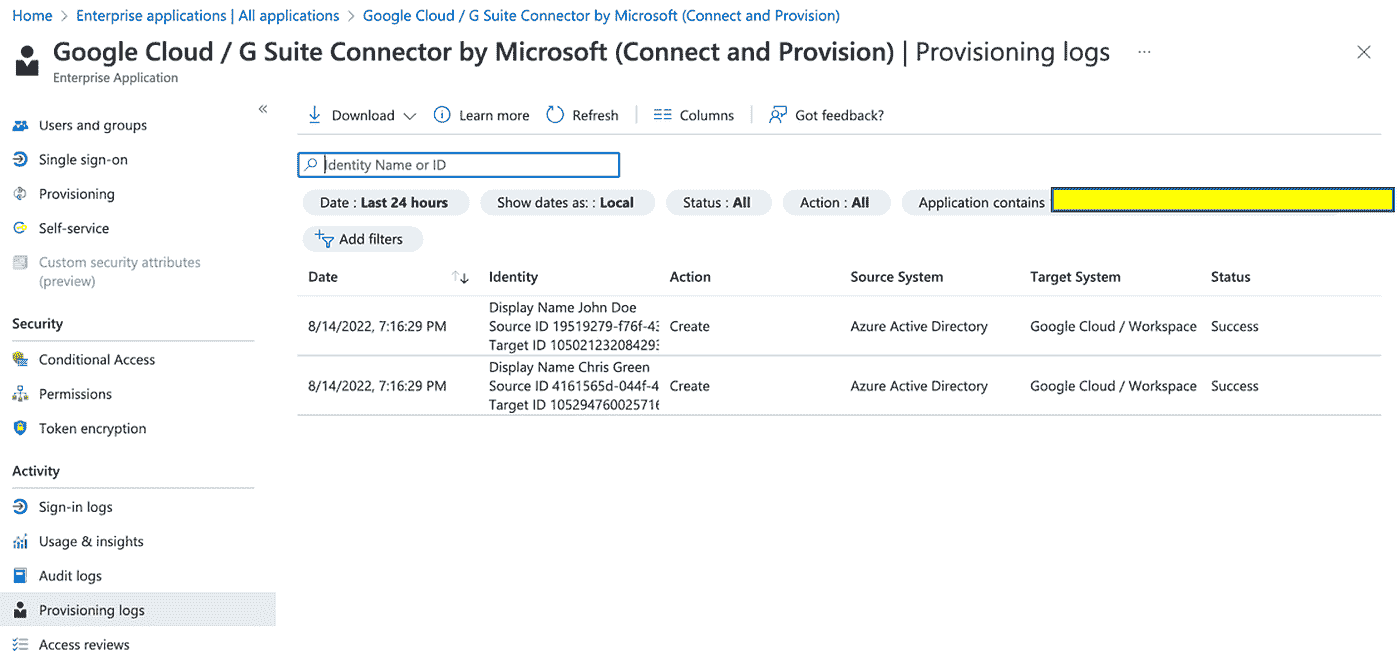 Home > Enterprise applications | All applications > Google Cloud / G Suite Connector by Microsoft (Connect and Provision)
Google Cloud / G Suite Connector by Microsoft (Connect and Provision) | Provisioning logs ...
Enterprise Application
Users and groups
Single sign-on
Provisioning
Self-service
Custom security attributes
(preview)
Security
Conditional Access
Permissions
Token encryption
Activity
Sign-in logs
Usage & insights
Audit logs
Provisioning logs
Access reviews
Download Learn more Refresh Columns Got feedback?
Identity Name or ID
Date : Last 24 hours Show dates as: : Local Status : All Action : All Application contains
Add filters
Date Identity Action Source System Target System Status
Display Name John Doe
8/14/2022, 7:16:29 PM Source ID 19519279-f76f-43 Create Azure Active Directory Google Cloud / Workspace Success
Target ID 10502123208429
Display Name Chris Green
8/14/2022, 7:16:29 PM Source ID 4161565d-044f-4 Create Azure Active Directory Google Cloud / Workspace Success
Target ID 10529476002571